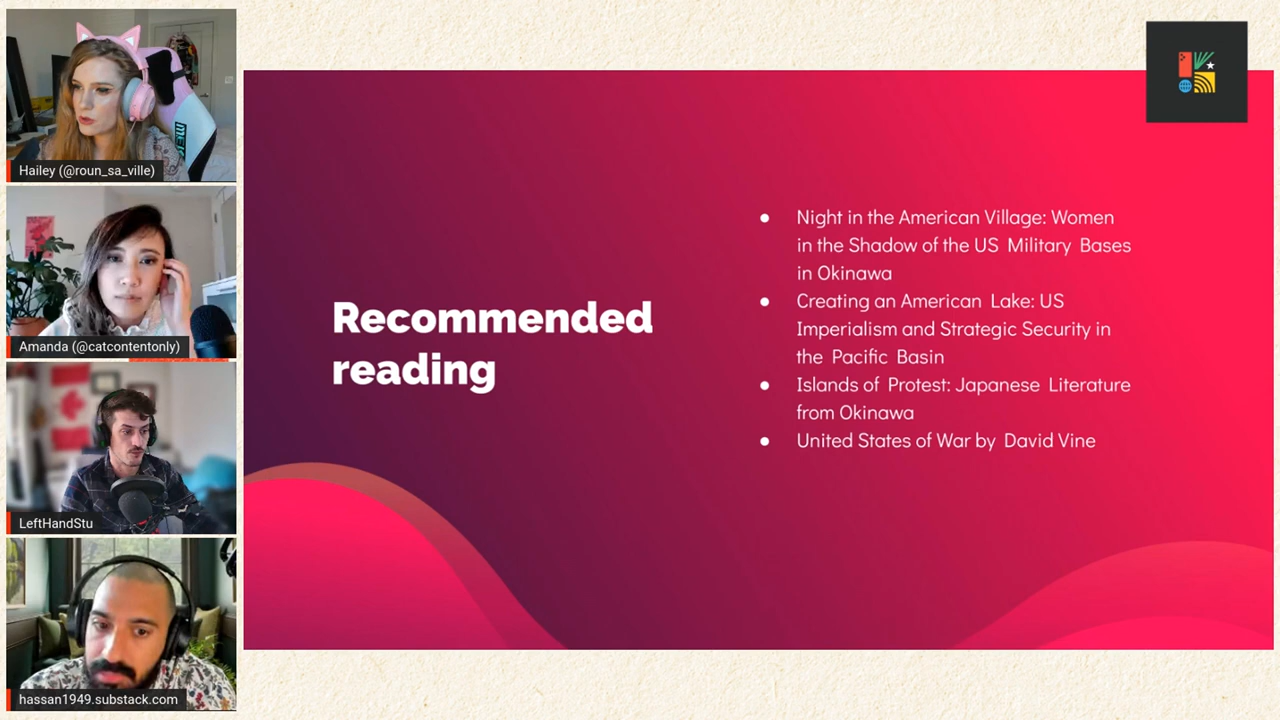 Hailey (@roun_sa_ville)
Amanda (@catcontentonly)
LeftHandStu
hassan1949.substack.com
Recommended
reading
Night in the American Village: Women
in the Shadow of the US Military Bases
in Okinawa
Creating an American Lake: US
Imperialism and Strategic Security in
the Pacific Basin
Islands of Protest: Japanese Literature
from Okinawa
United States of War by David Vine